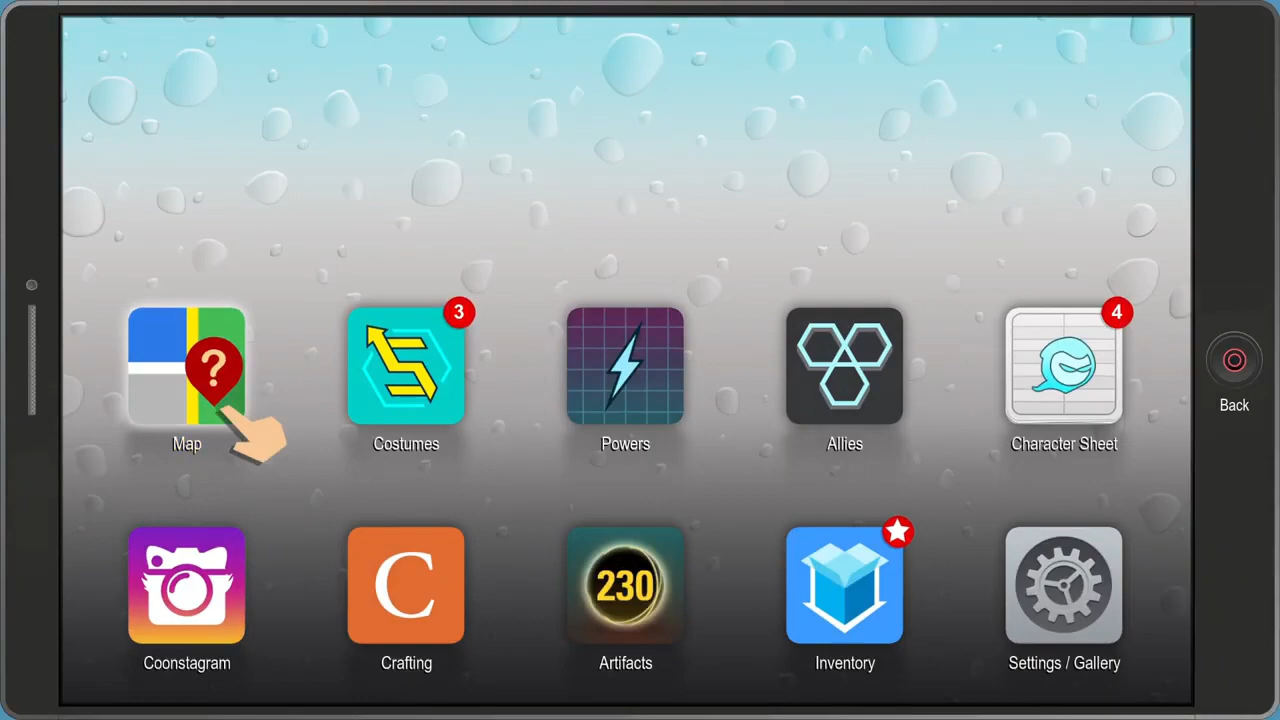 ?
3
4
Map
Costumes
Powers
Allies
Character Sheet
Back
C
230
Coonstagram
Crafting
Artifacts
Inventory
Settings / Gallery